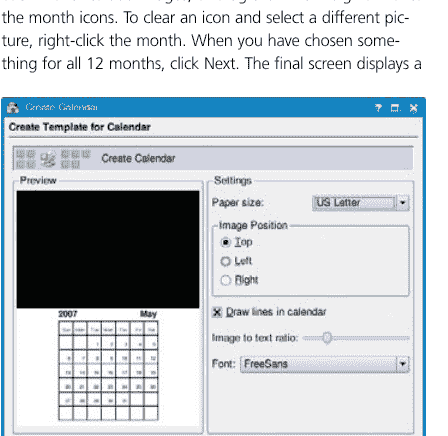 the month icons. To clear an icon and select a different pic-
ture, right-click the month. When you have chosen some-
thing for all 12 months, click Next. The final screen displays a
Create Calendar
Create Template for Calendar
Create Calendar
Preview
2007 May
Settings
Paper size: US Letter
Image Position
Top
Left
Right
Draw lines in calendar
Image to text ratio:
Font: FreeSans